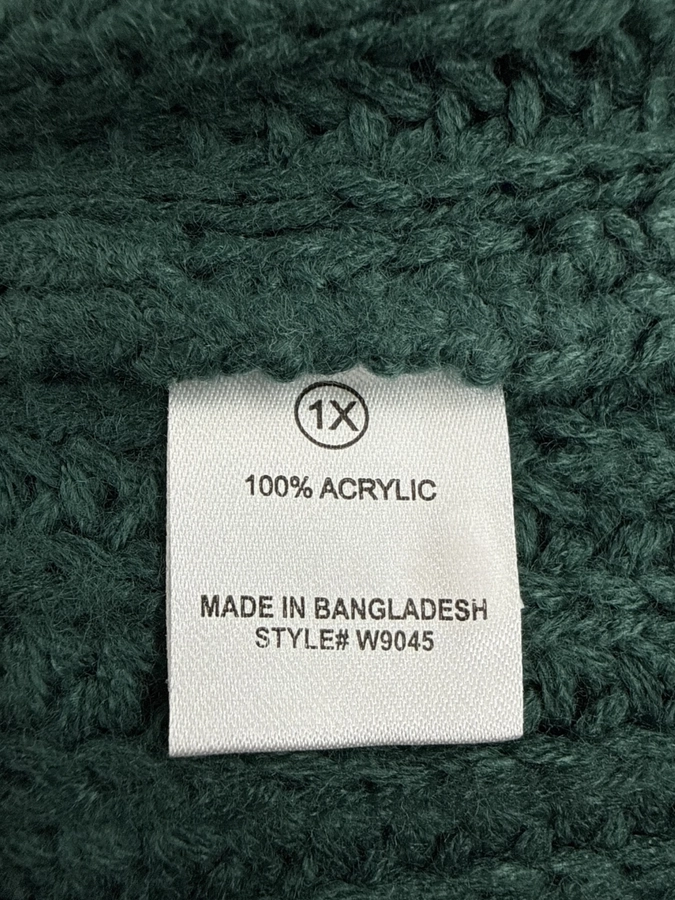 1X
100% ACRYLIC
MADE IN BANGLADESH
STYLE# W9045